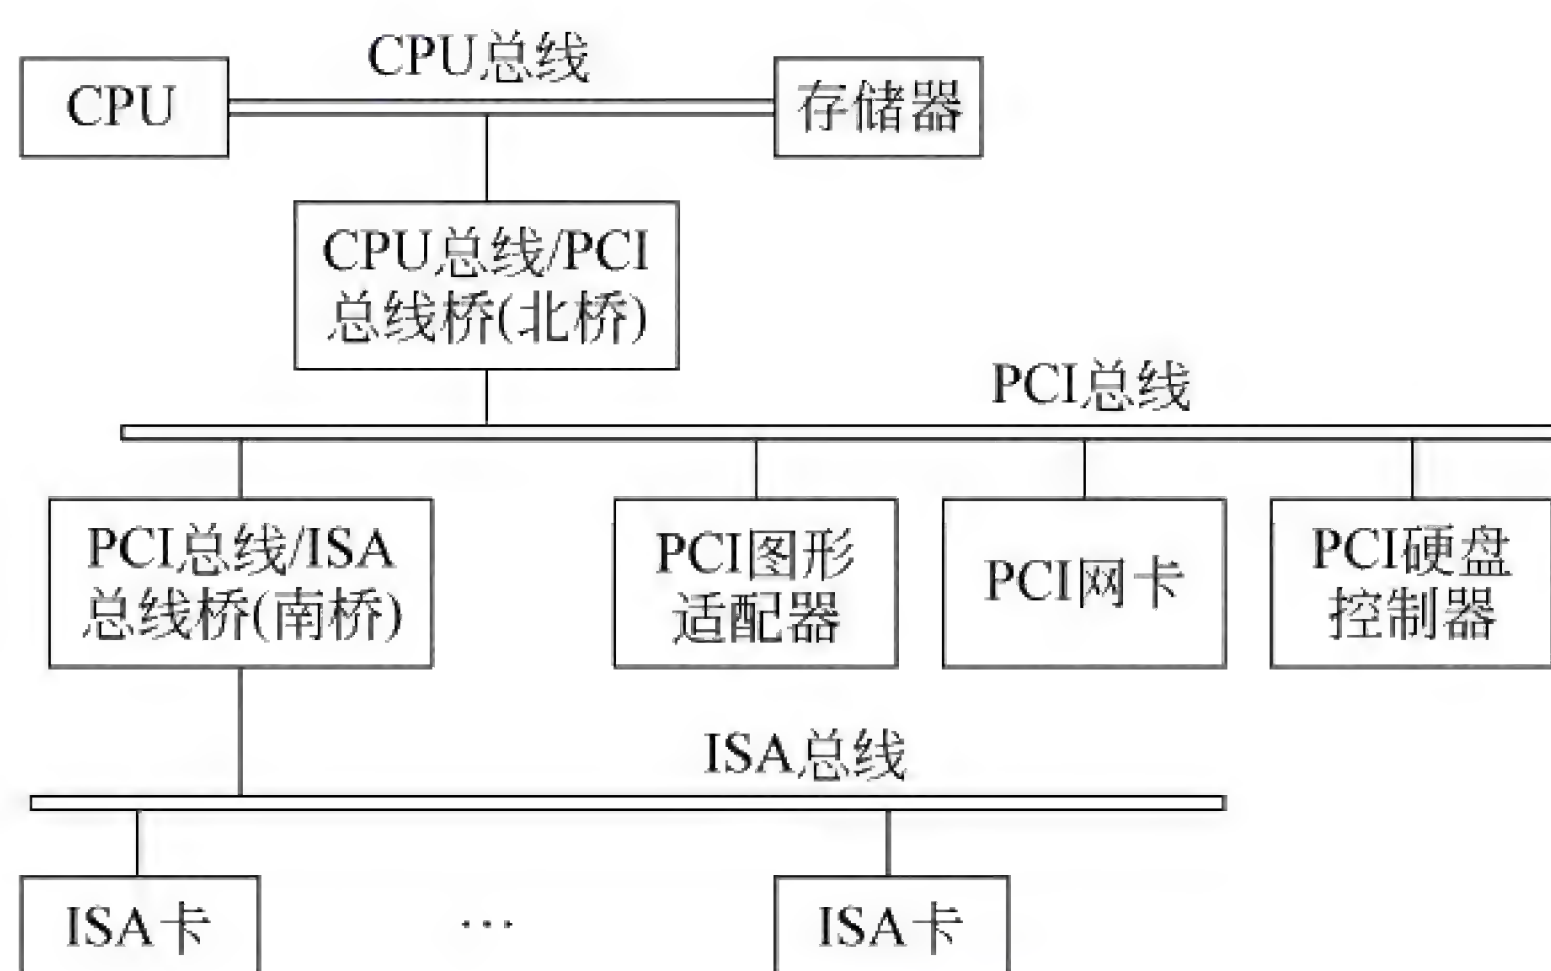 CPU总线
CPU
存储器
CPU总线/PCI
总线桥(北桥)
PCI总线
PCI总线/ISA
总线桥(南桥)
PCI图形
适配器
PCI网卡
PCI硬盘
控制器
ISA总线
ISA卡
…
ISA卡